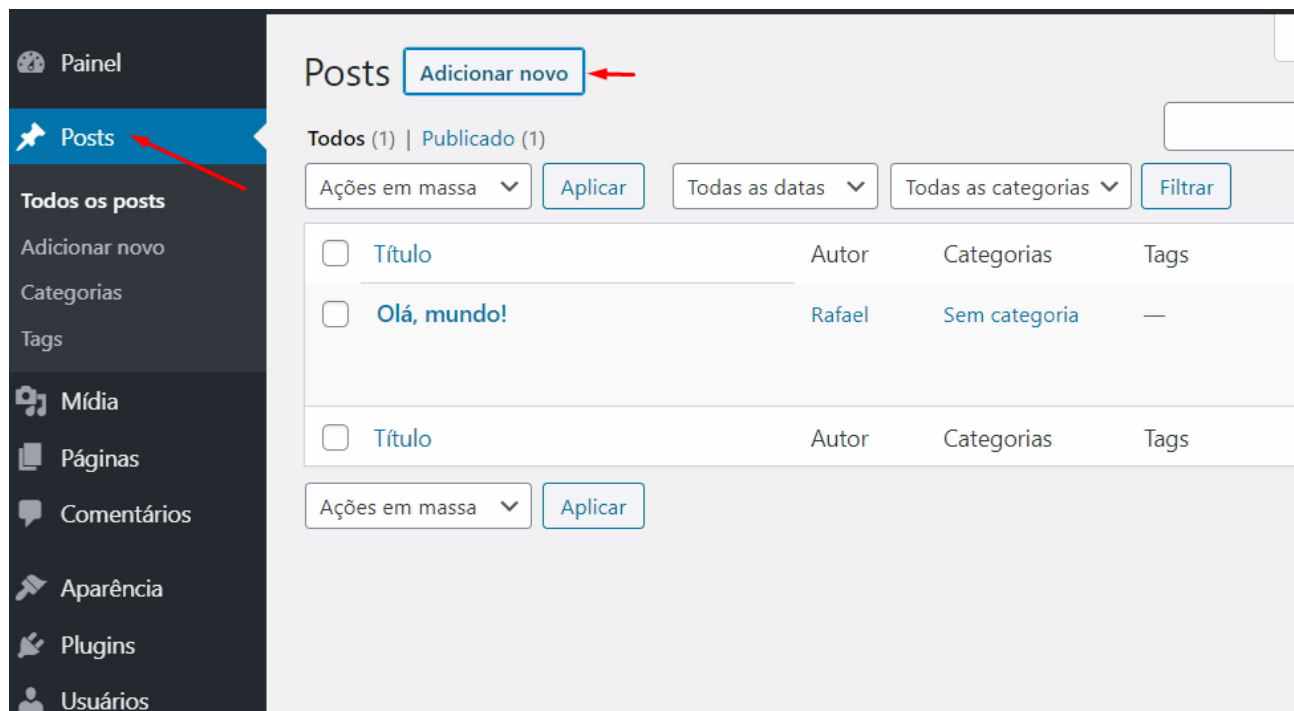 Painel
Posts
Todos os posts
Adicionar novo
Categorias
Tags
Mídia
Páginas
Comentários
Aparência
Plugins
Usuários
Posts Adicionar novo
Todos (1) | Publicado (1)
Ações em massa Aplicar Todas as datas Todas as categorias Filtrar
Título Autor Categorias Tags
Olá, mundo! Rafael Sem categoria —
Título Autor Categorias Tags
Ações em massa Aplicar